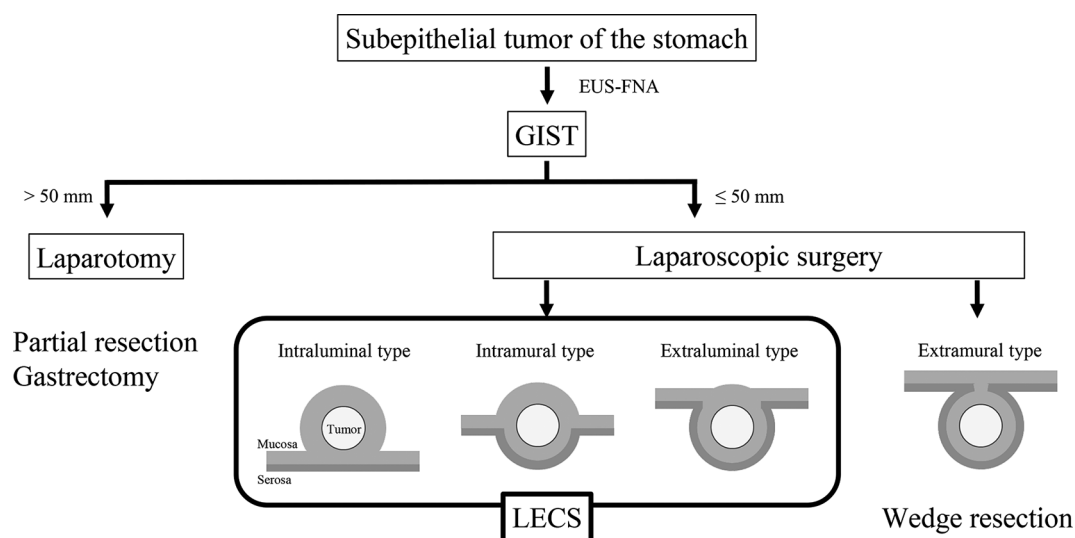 Subepithelial tumor of the stomach
EUS-FNA
GIST
> 50 mm
≤ 50 mm
Laparotomy
Laparoscopic surgery
Partial resection
Gastrectomy
Intraluminal type
Intramural type
Extraluminal type
Extramural type
Tumor
Mucosa
Serosa
LECS
Wedge resection